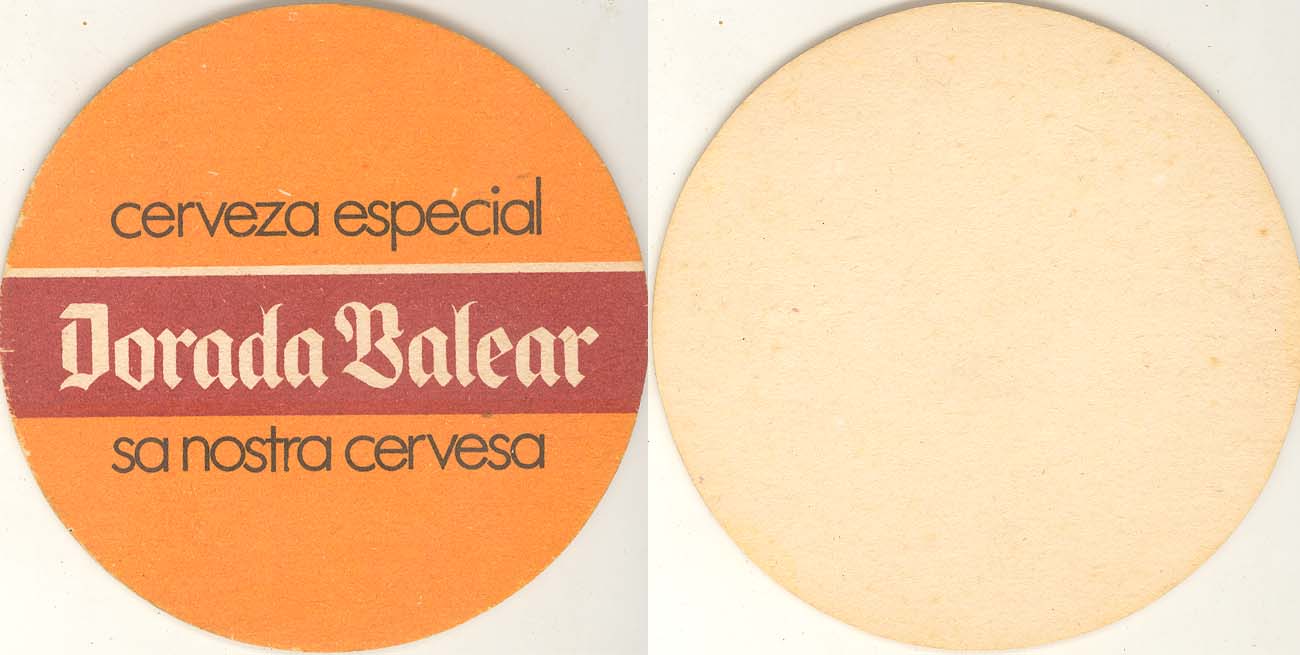 cerveza especial
Dorada Balear
sa nostra cervesa